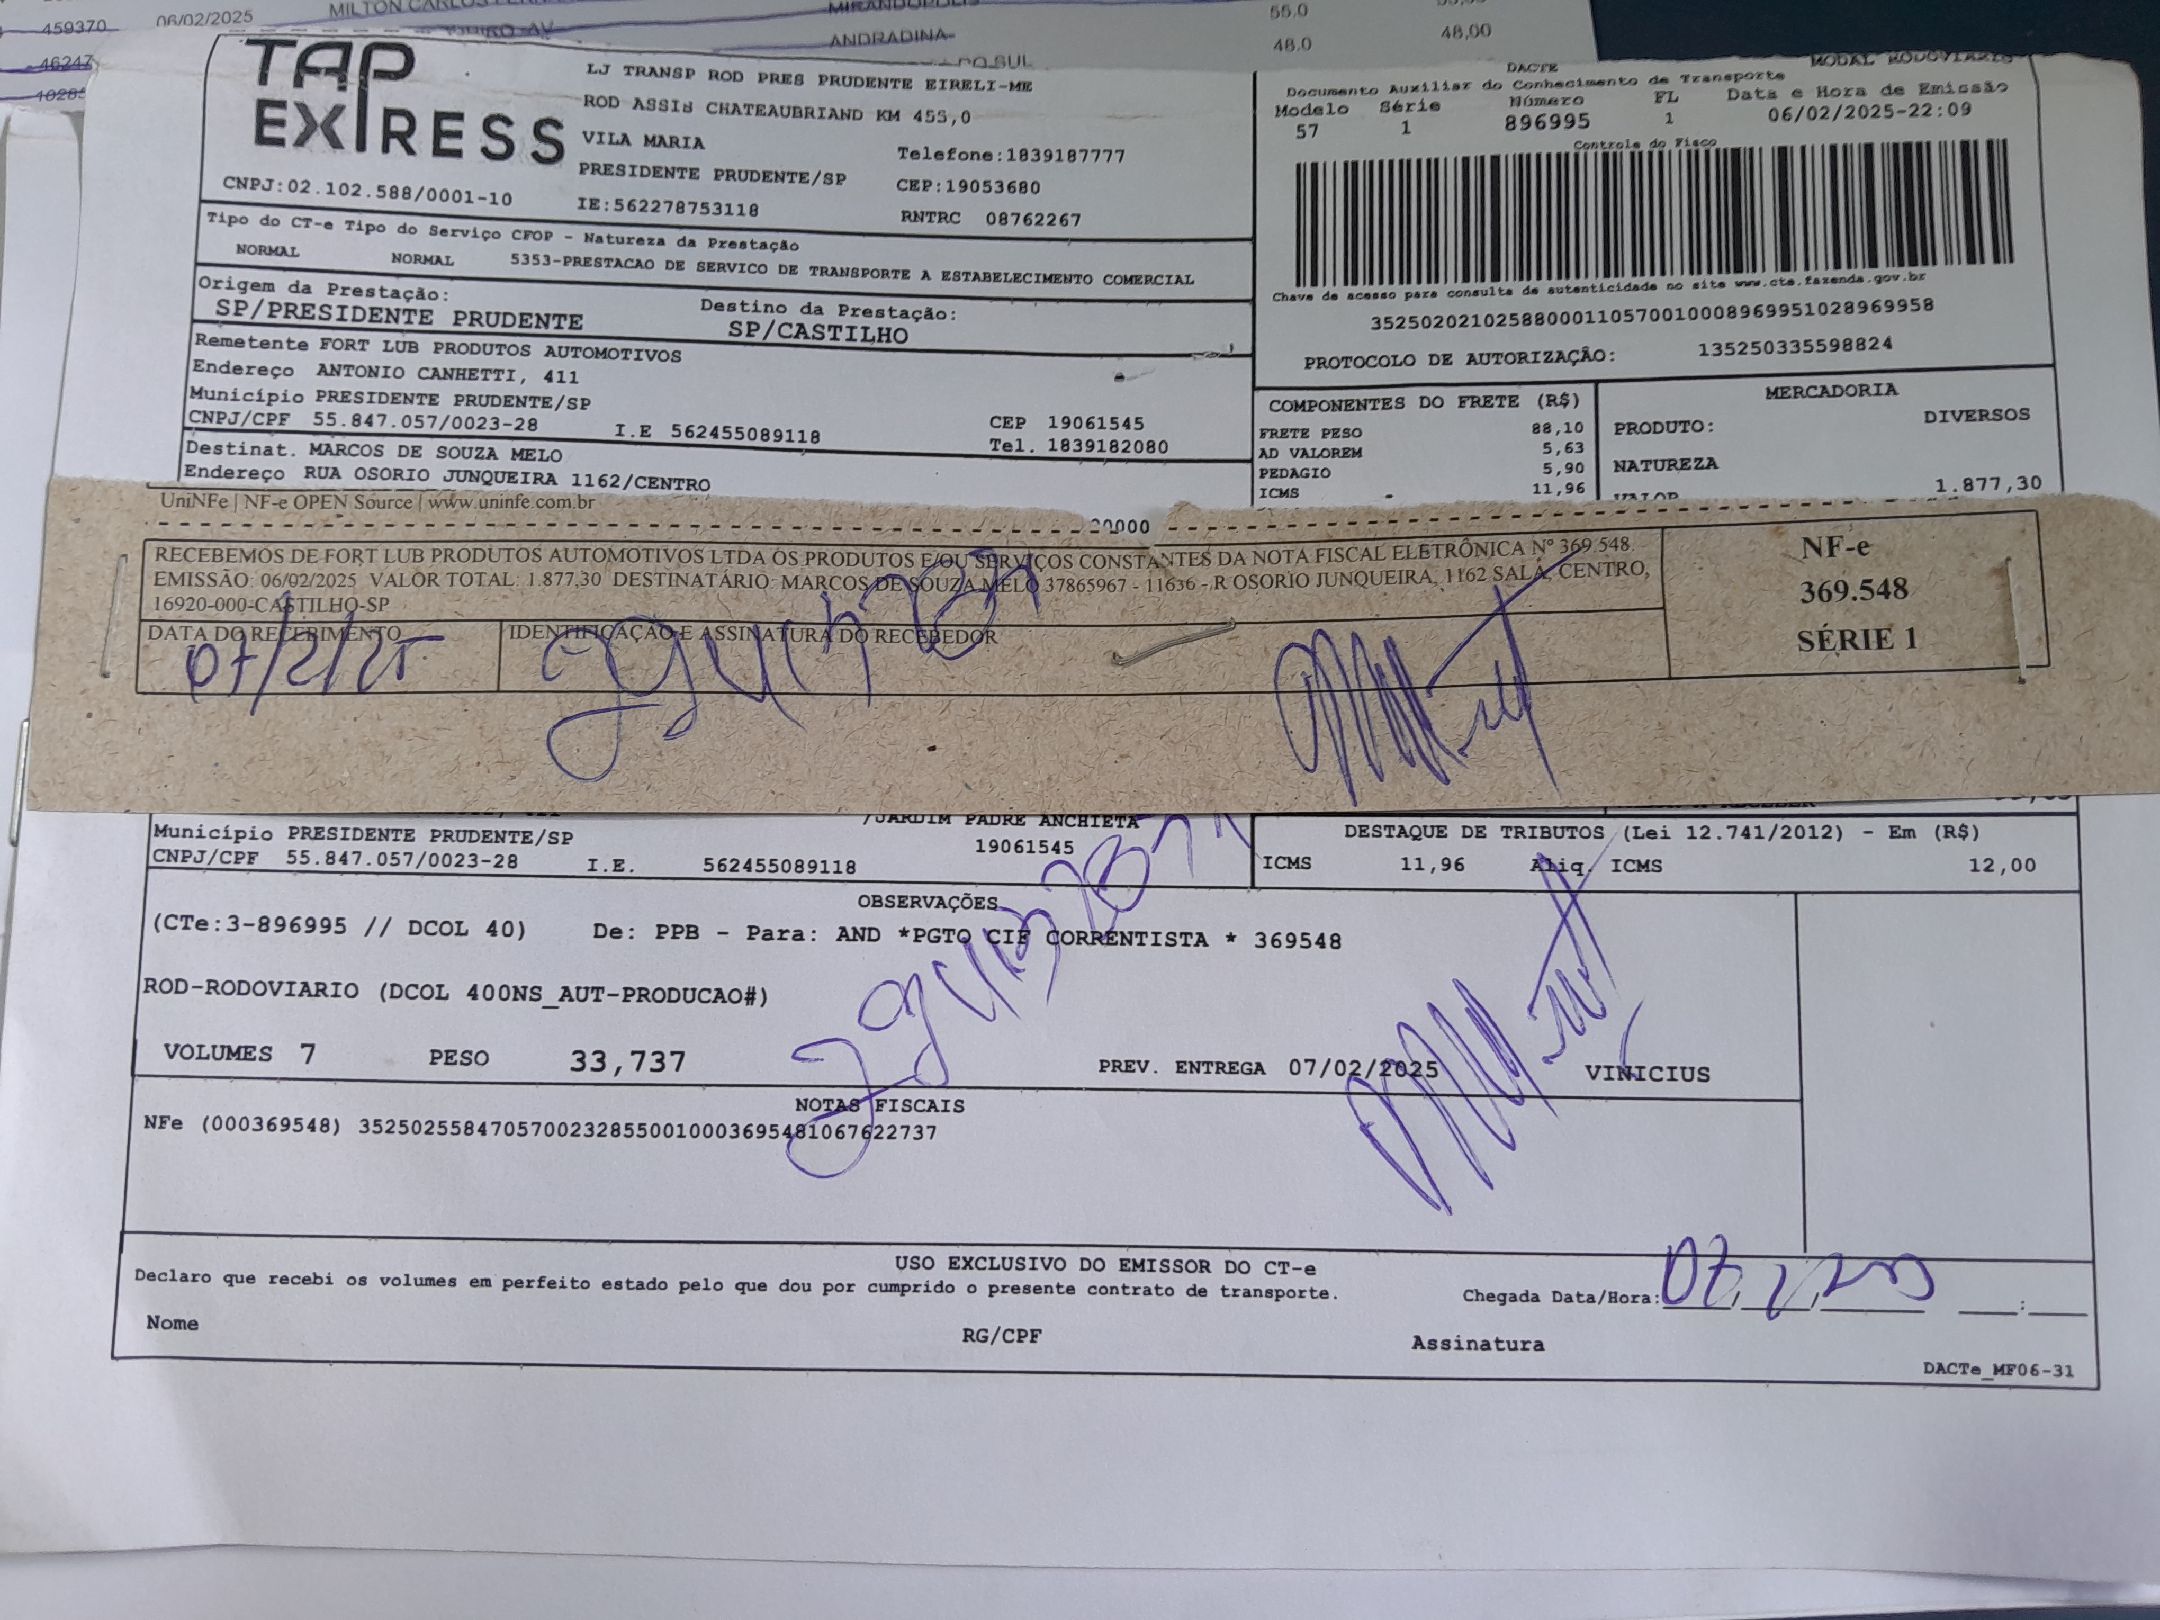 459370 06/02/2025 MILTON CARLOS MIRANDOPOLIS 55.0
ANDRADINA 48.0 48,00
46247
TAP EXPRESS
CNPJ:02.102.588/0001-10
LJ TRANSP ROD PRES PRUDENTE EIRELI-ME
ROD ASSIS CHATEAUBRIAND KM 455,0
VILA MARIA Telefone:1839187777
PRESIDENTE PRUDENTE/SP CEP:19053680
IE:562278753118 RNTRC 08762267
DACTE MODAL RODOVIARIO
Documento Auxiliar do Conhecimento de Transporte
Modelo Série Número FL Data e Hora de Emissão
57 1 896995 1 06/02/2025-22:09
Controle do Fisco
Chave de acesso para consulta de autenticidade no site www.cte.fazenda.gov.br
35250202102588000110570010008969951028969958
PROTOCOLO DE AUTORIZAÇÃO: 135250335598824
Tipo do CT-e Tipo do Serviço CFOP - Natureza da Prestação
NORMAL NORMAL 5353-PRESTACAO DE SERVICO DE TRANSPORTE A ESTABELECIMENTO COMERCIAL
Origem da Prestação: Destino da Prestação:
SP/PRESIDENTE PRUDENTE SP/CASTILHO
Remetente FORT LUB PRODUTOS AUTOMOTIVOS
Endereço ANTONIO CANHETTI, 411
Município PRESIDENTE PRUDENTE/SP CEP 19061545
CNPJ/CPF 55.847.057/0023-28 I.E 562455089118 Tel. 1839182080
Destinat. MARCOS DE SOUZA MELO
Endereço RUA OSORIO JUNQUEIRA 1162/CENTRO
COMPONENTES DO FRETE (R$)
FRETE PESO 88,10
AD VALOREM 5,63
PEDAGIO 5,90
ICMS 11,96
MERCADORIA
PRODUTO: DIVERSOS
NATUREZA
VALOR 1.877,30
UniNFe | NF-e OPEN Source | www.uninfe.com.br
RECEBEMOS DE FORT LUB PRODUTOS AUTOMOTIVOS LTDA OS PRODUTOS E/OU SERVIÇOS CONSTANTES DA NOTA FISCAL ELETRÔNICA Nº 369.548.
EMISSÃO: 06/02/2025 VALOR TOTAL: 1.877,30 DESTINATÁRIO: MARCOS DE SOUZA MELO 37865967 - 11636 - R OSORIO JUNQUEIRA, 1162 SALA, CENTRO,
16920-000-CASTILHO-SP
NF-e
369.548
SÉRIE 1
DATA DO RECEBIMENTO IDENTIFICAÇÃO E ASSINATURA DO RECEBEDOR
07/2/25
/JARDIM PADRE ANCHIETA
Município PRESIDENTE PRUDENTE/SP 19061545
CNPJ/CPF 55.847.057/0023-28 I.E. 562455089118
DESTAQUE DE TRIBUTOS (Lei 12.741/2012) - Em (R$)
ICMS 11,96 Aliq. ICMS 12,00
OBSERVAÇÕES
(CTe:3-896995 // DCOL 40) De: PPB - Para: AND *PGTO CIF CORRENTISTA * 369548
ROD-RODOVIARIO (DCOL 400NS_AUT-PRODUCAO#)
VOLUMES 7 PESO 33,737 PREV. ENTREGA 07/02/2025 VINICIUS
NOTAS FISCAIS
NFe (000369548) 35250255847057002328550010003695481067622737
USO EXCLUSIVO DO EMISSOR DO CT-e
Declaro que recebi os volumes em perfeito estado pelo que dou por cumprido o presente contrato de transporte. Chegada Data/Hora:
Nome RG/CPF Assinatura
DACTe_MF06-31